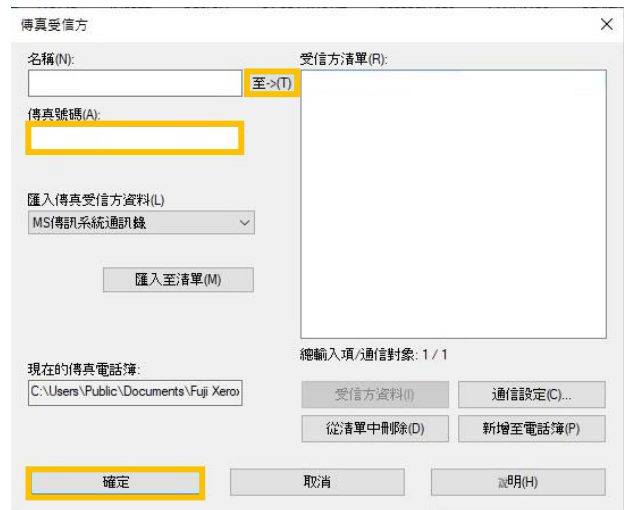 傳真受信方
名稱(N):
至->(T)
傳真號碼(A):
匯入傳真受信方資料(L)
MS傳訊系統通訊錄
匯入至清單(M)
現在的傳真電話簿:
C:\Users\Public\Documents\Fuji Xerox
受信方清單(R):
總輸入項/通信對象: 1 / 1
受信方資料(I)
通信設定(C)...
從清單中刪除(D)
新增至電話簿(P)
確定
取消
說明(H)